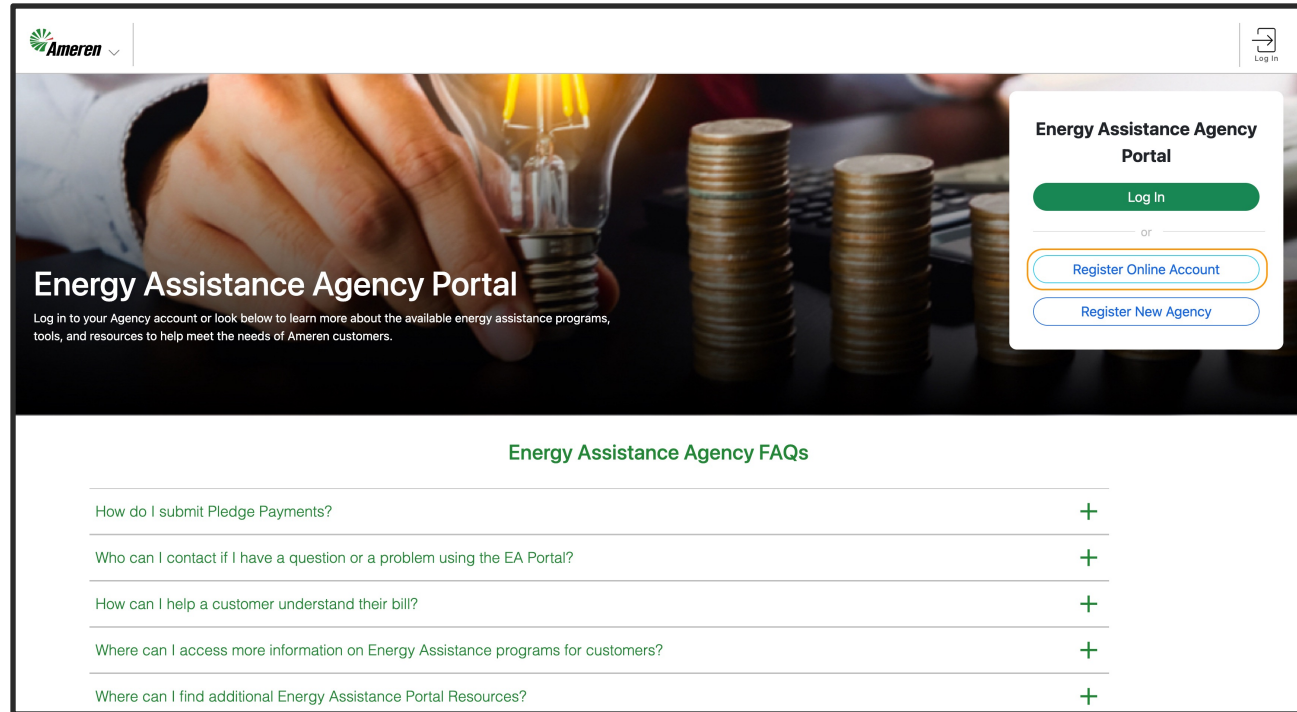 Ameren
Log In
Energy Assistance Agency
Portal
Log In
or
Register Online Account
Register New Agency
Energy Assistance Agency Portal
Log in to your Agency account or look below to learn more about the available energy assistance programs,
tools, and resources to help meet the needs of Ameren customers.
Energy Assistance Agency FAQs
How do I submit Pledge Payments?
Who can I contact if I have a question or a problem using the EA Portal?
How can I help a customer understand their bill?
Where can I access more information on Energy Assistance programs for customers?
Where can I find additional Energy Assistance Portal Resources?